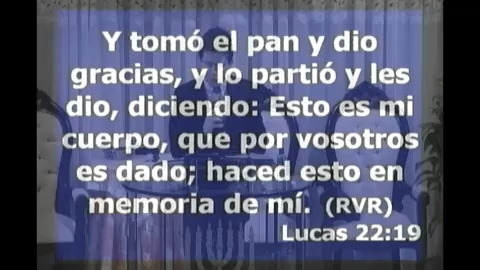 Y tomó el pan y dio
gracias, y lo partió y les
dio, diciendo: Esto es mi
cuerpo, que por vosotros
es dado; haced esto en
memoria de mí. (RVR)
Lucas 22:19